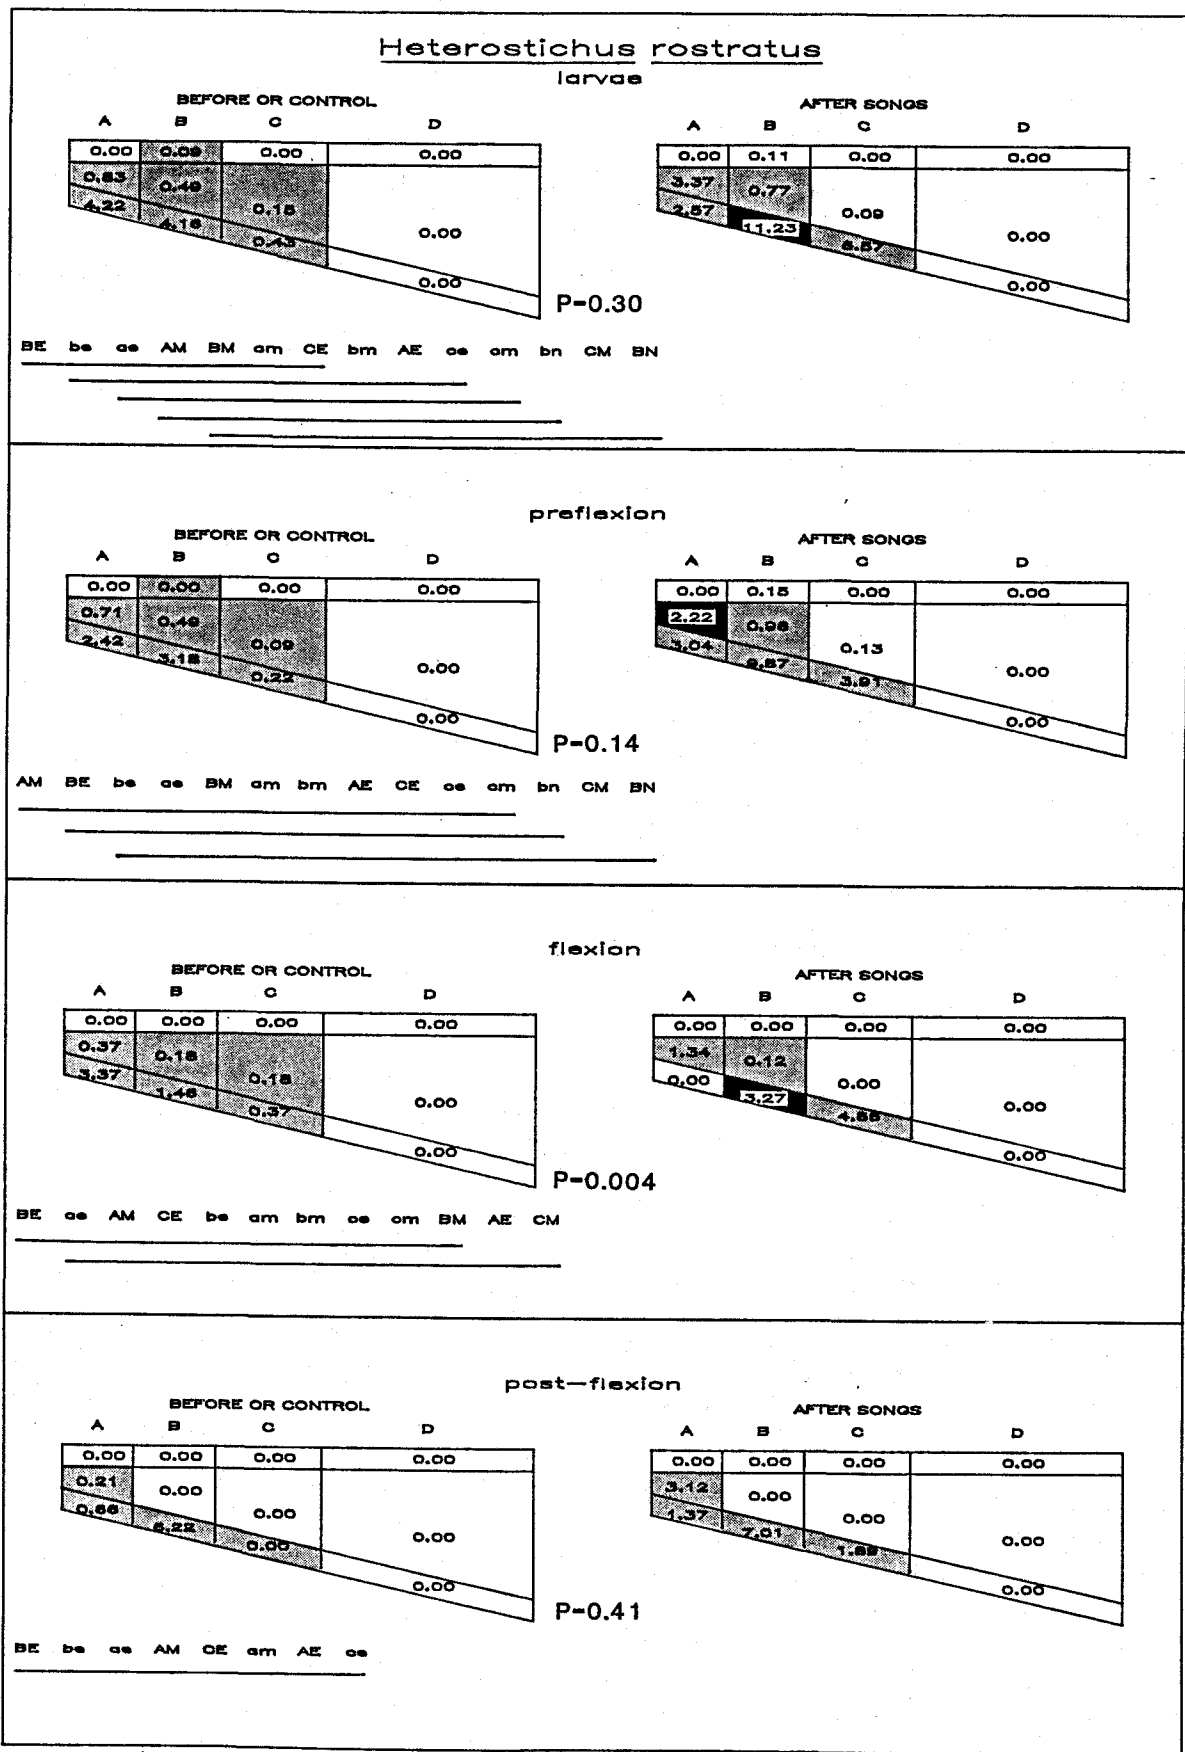 Heterostichus rostratus
larvae
BEFORE OR CONTROL
A B C D
0.00 0.09 0.00 0.00
0.83 0.49 0.15 0.00
4.22 4.16 0.43 0.00
AFTER SONGS
A B C D
0.00 0.11 0.00 0.00
3.37 0.77 0.09 0.00
2.57 11.23 0.00
P=0.30
BE be ae AM BM am CE bm AE ce cm bn CM BN
preflexion
BEFORE OR CONTROL
A B C D
0.00 0.00 0.00 0.00
0.71 0.49 0.09 0.00
2.42 3.18 0.22 0.00
AFTER SONGS
A B C D
0.00 0.15 0.00 0.00
2.22 0.98 0.13 0.00
3.04 9.87 3.91 0.00
P=0.14
AM BE be ae BM am bm AE CE ce cm bn CM BN
flexion
BEFORE OR CONTROL
A B C D
0.00 0.00 0.00 0.00
0.37 0.18 0.18 0.00
3.37 1.46 0.37 0.00
AFTER SONGS
A B C D
0.00 0.00 0.00 0.00
1.34 0.12 0.00 0.00
0.00 3.27 0.00
P=0.004
BE ae AM CE be am bm ce cm BM AE CM
post-flexion
BEFORE OR CONTROL
A B C D
0.00 0.00 0.00 0.00
0.21 0.00 0.00 0.00
0.66 0.00 0.00
AFTER SONGS
A B C D
0.00 0.00 0.00 0.00
3.12 0.00 0.00 0.00
1.37 7.01 0.00
P=0.41
BE be ae AM CE am AE ce